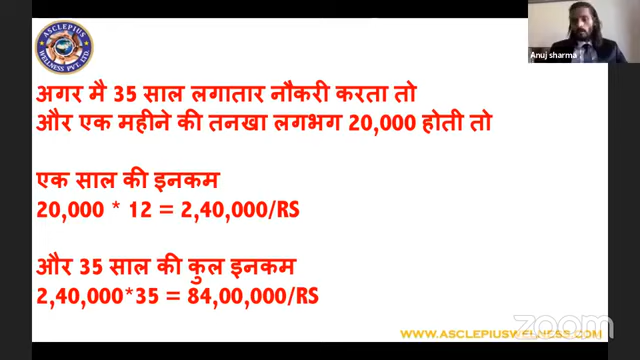 ASCLEPIUS
WELLNESS PVT. LTD.
Anuj sharma
अगर मै 35 साल लगातार नौकरी करता तो
और एक महीने की तनखा लगभग 20,000 होती तो
एक साल की इनकम
20,000 * 12 = 2,40,000/RS
और 35 साल की कुल इनकम
2,40,000*35 = 84,00,000/RS
zoom
WWW.ASCLEPIUSWELLNESS.COM